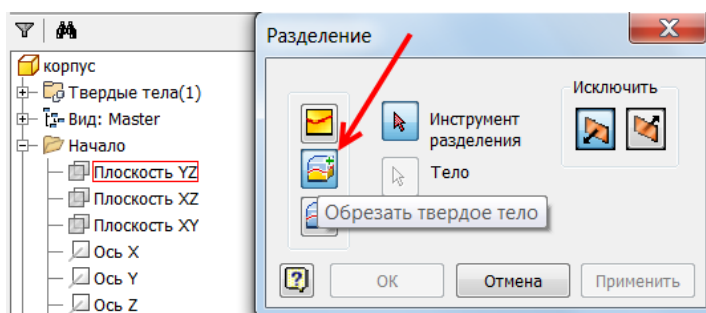 корпус
Твердые тела(1)
Вид: Master
Начало
Плоскость YZ
Плоскость XZ
Плоскость XY
Ось X
Ось Y
Ось Z
Разделение
Инструмент
разделения
Тело
Исключить
Обрезать твердое тело
ОК
Отмена
Применить